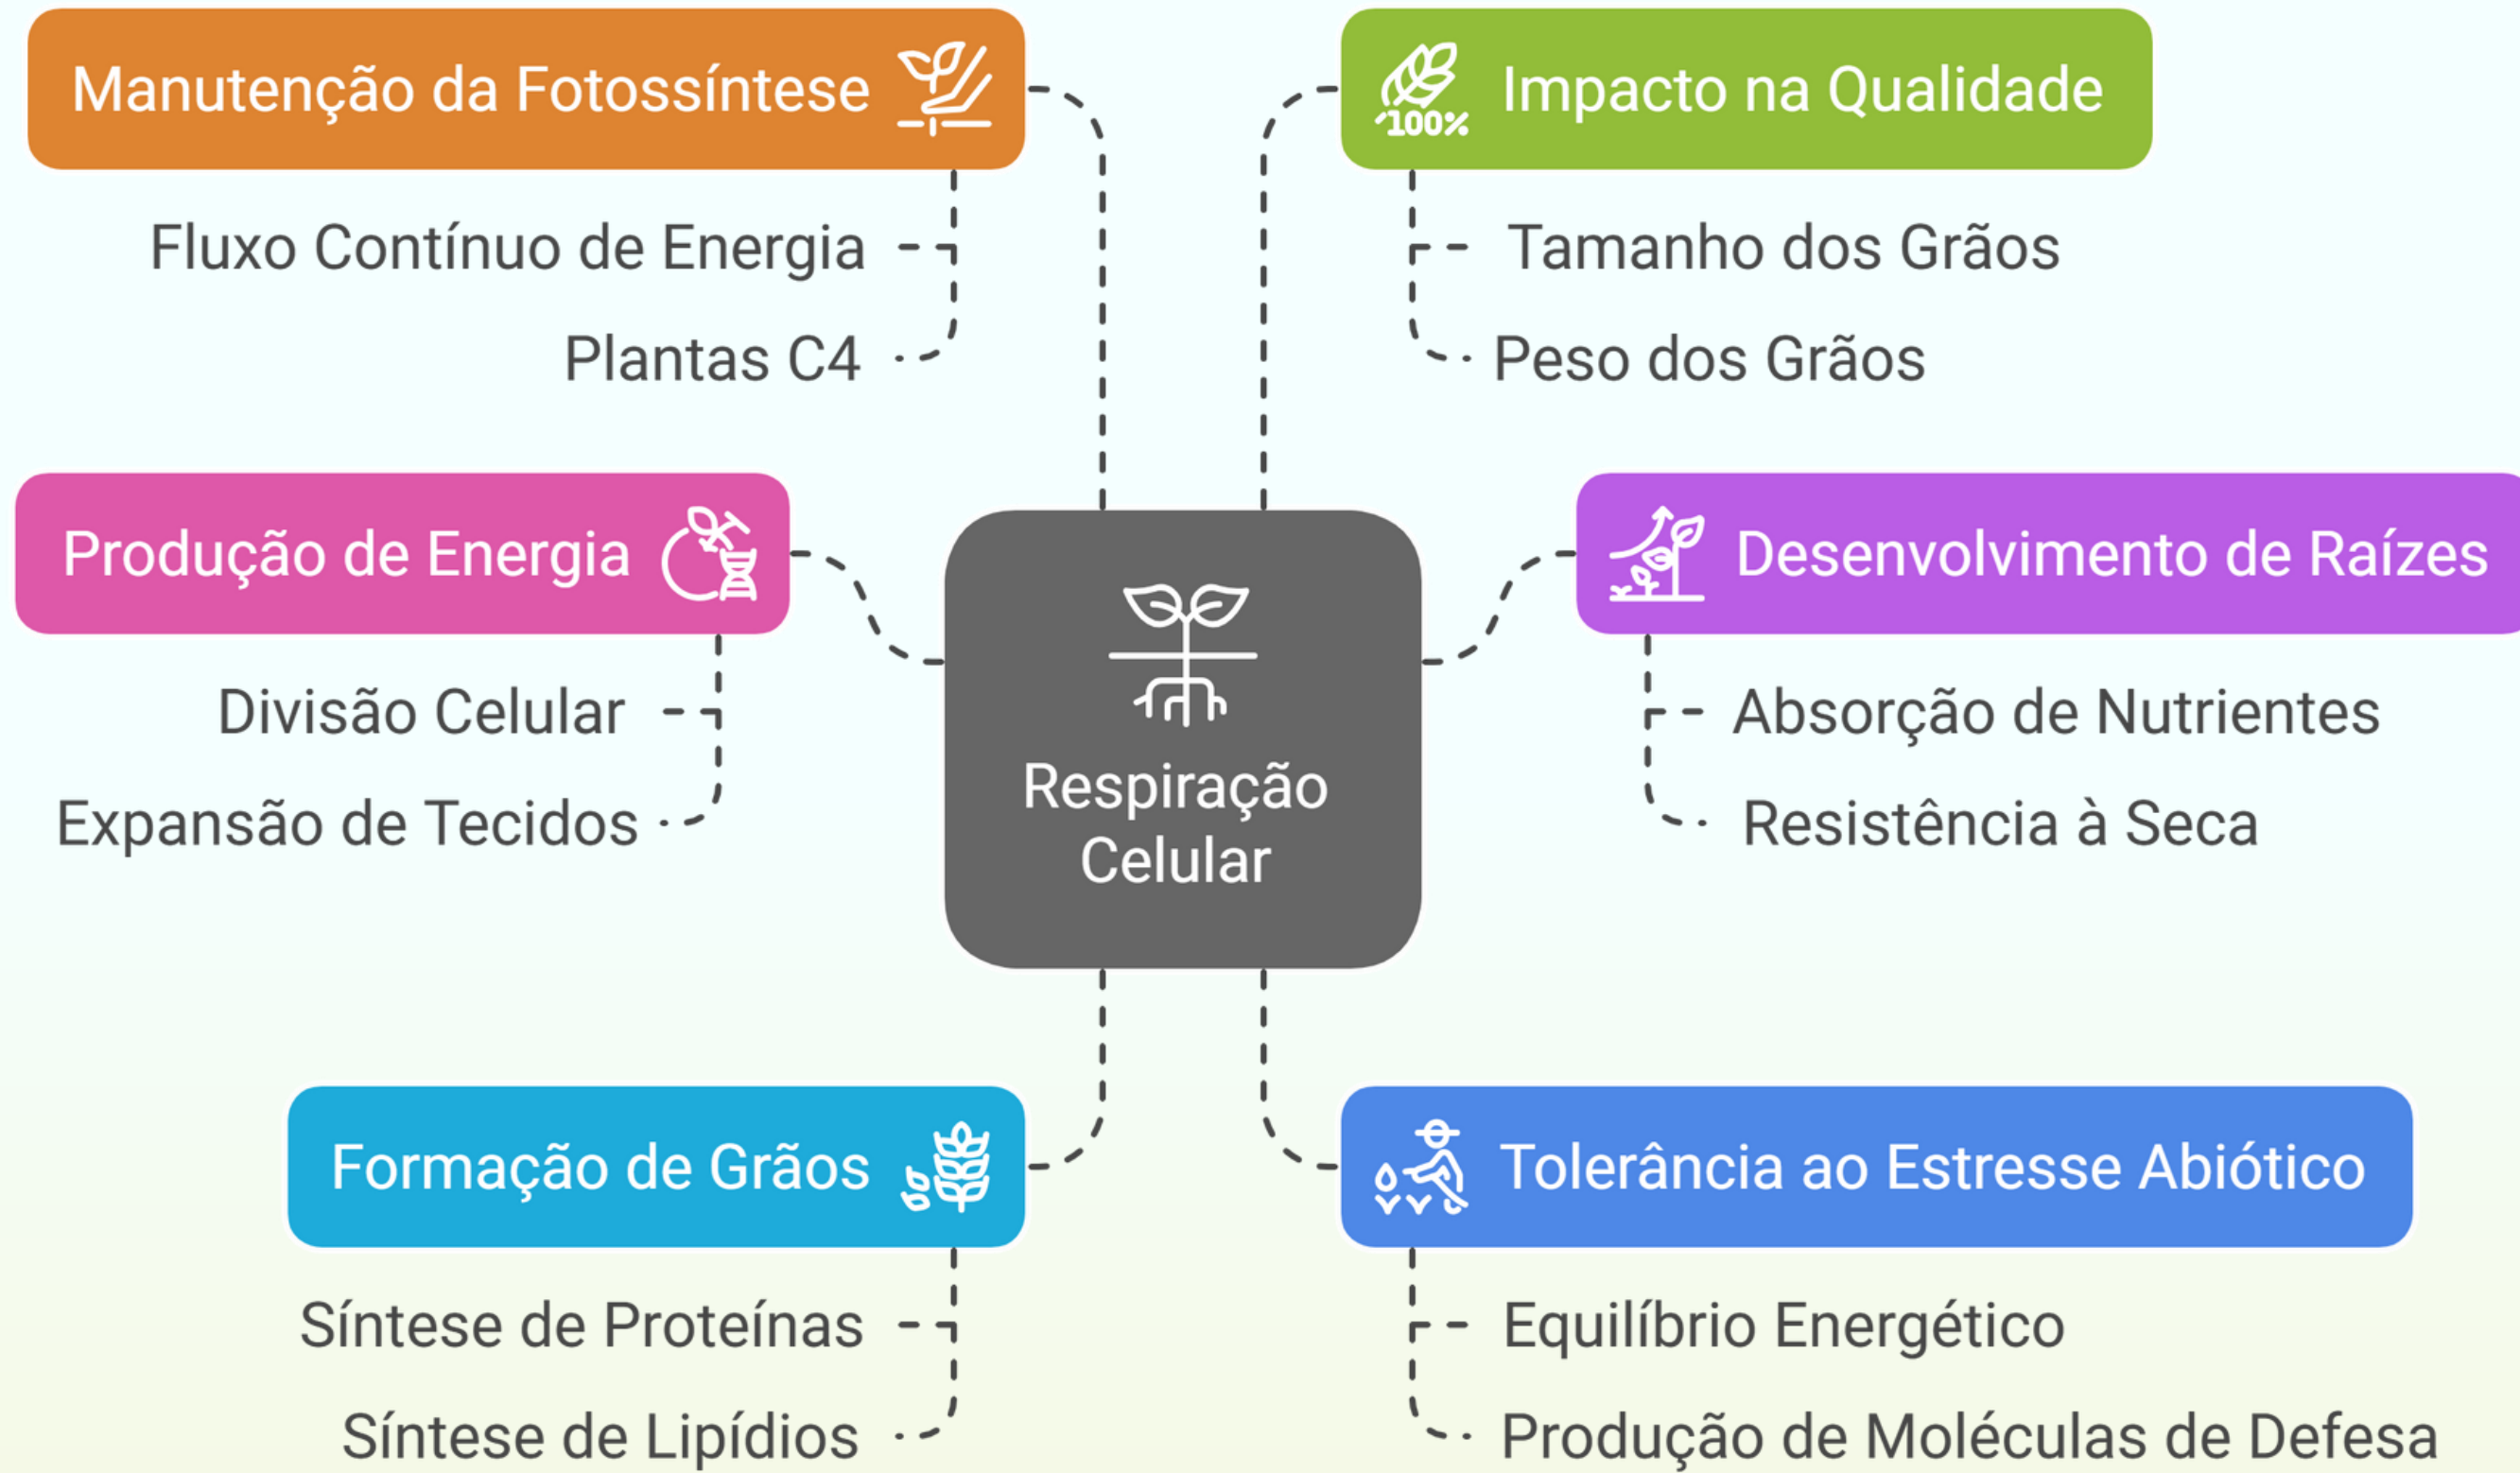 Manutenção da Fotossíntese
Fluxo Contínuo de Energia
Plantas C4
100%
Impacto na Qualidade
Tamanho dos Grãos
Peso dos Grãos
Produção de Energia
Divisão Celular
Expansão de Tecidos
Respiração
Celular
Desenvolvimento de Raízes
Absorção de Nutrientes
Resistência à Seca
Formação de Grãos
Síntese de Proteínas
Síntese de Lipídios
Tolerância ao Estresse Abiótico
Equilíbrio Energético
Produção de Moléculas de Defesa